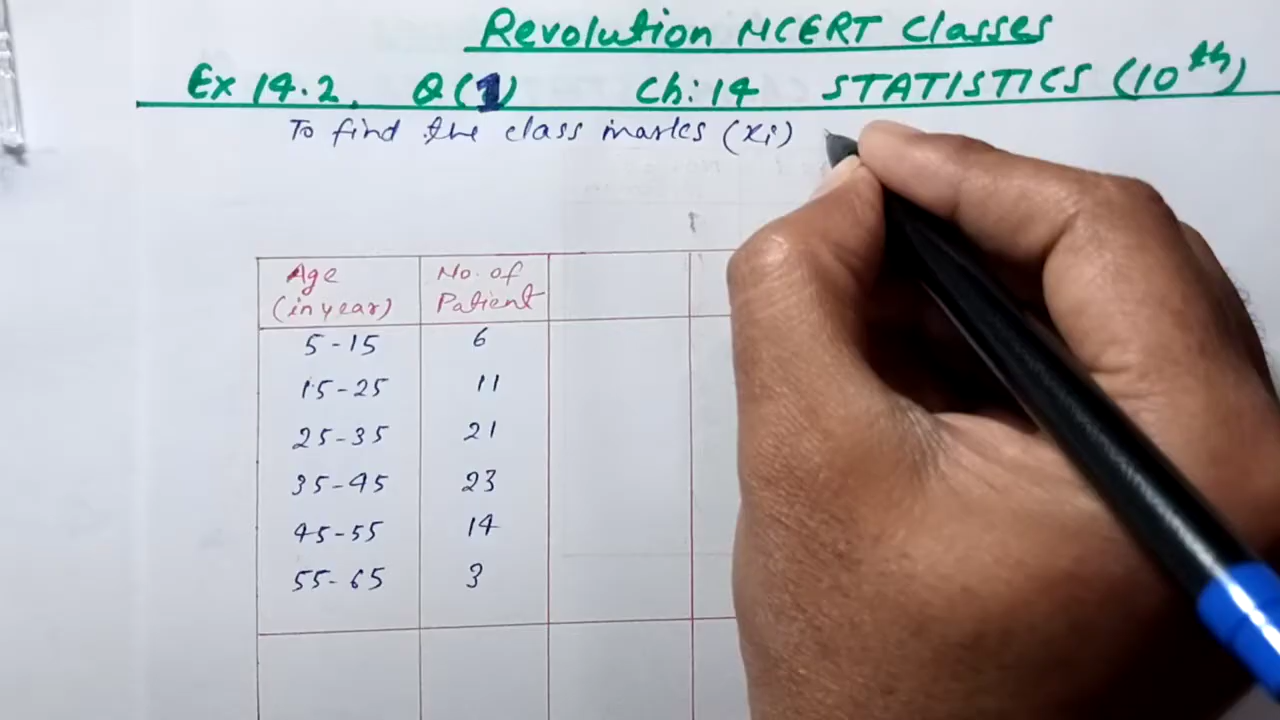 Revolution NCERT Classes
Ex 14.2. Q(1) Ch: 14 STATISTICS (10th)
To find the class marks (xi)
Age (in year) No. of Patient
5-15 6
15-25 11
25-35 21
35-45 23
45-55 14
55-65 3